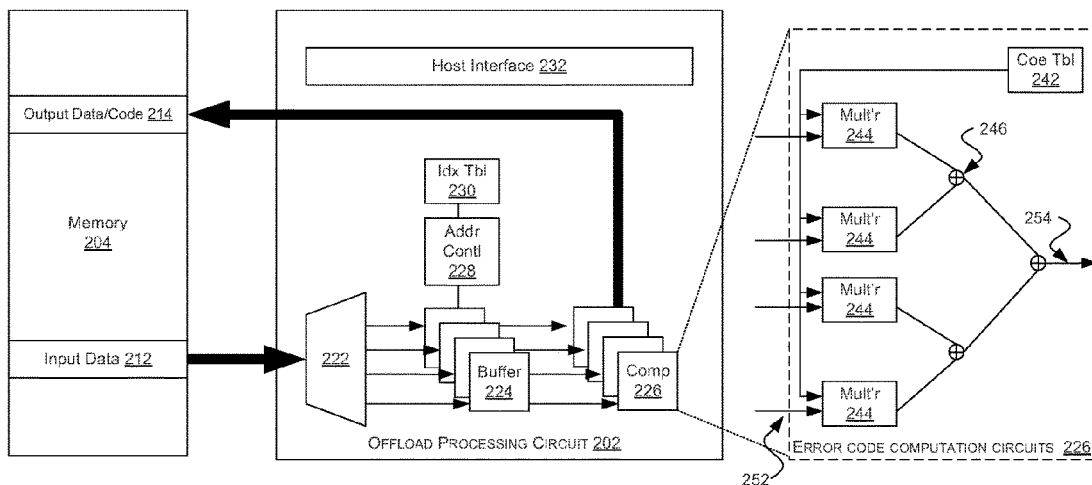 Output Data/Code 214
Memory
204
Input Data 212
Host Interface 232
Idx Tbl
230
Addr
Contl
228
222
Buffer
224
Comp
226
OFFLOAD PROCESSING CIRCUIT 202
Coe Tbl
242
Mult'r
244
246
Mult'r
244
254
Mult'r
244
Mult'r
244
252
ERROR CODE COMPUTATION CIRCUITS 226